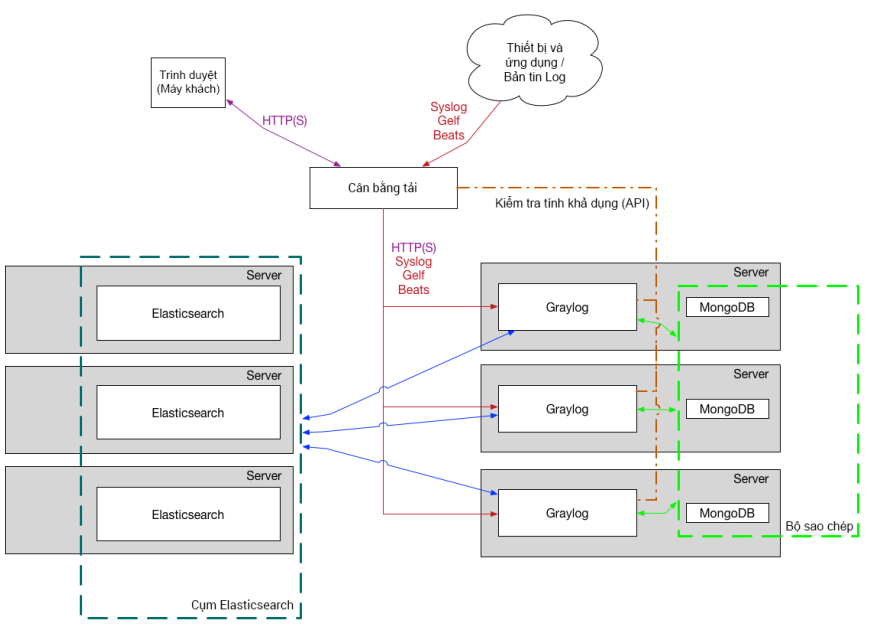 Thiết bị và
ứng dụng /
Bản tin Log
Trình duyệt
(Máy khách)
Syslog
Gelf
Beats
HTTP(S)
Cân bằng tải
Kiểm tra tính khả dụng (API)
HTTP(S)
Syslog
Gelf
Beats
Server
Elasticsearch
Server
Elasticsearch
Server
Elasticsearch
Cụm Elasticsearch
Server
Graylog
MongoDB
Server
Graylog
MongoDB
Server
Graylog
MongoDB
Bộ sao chép